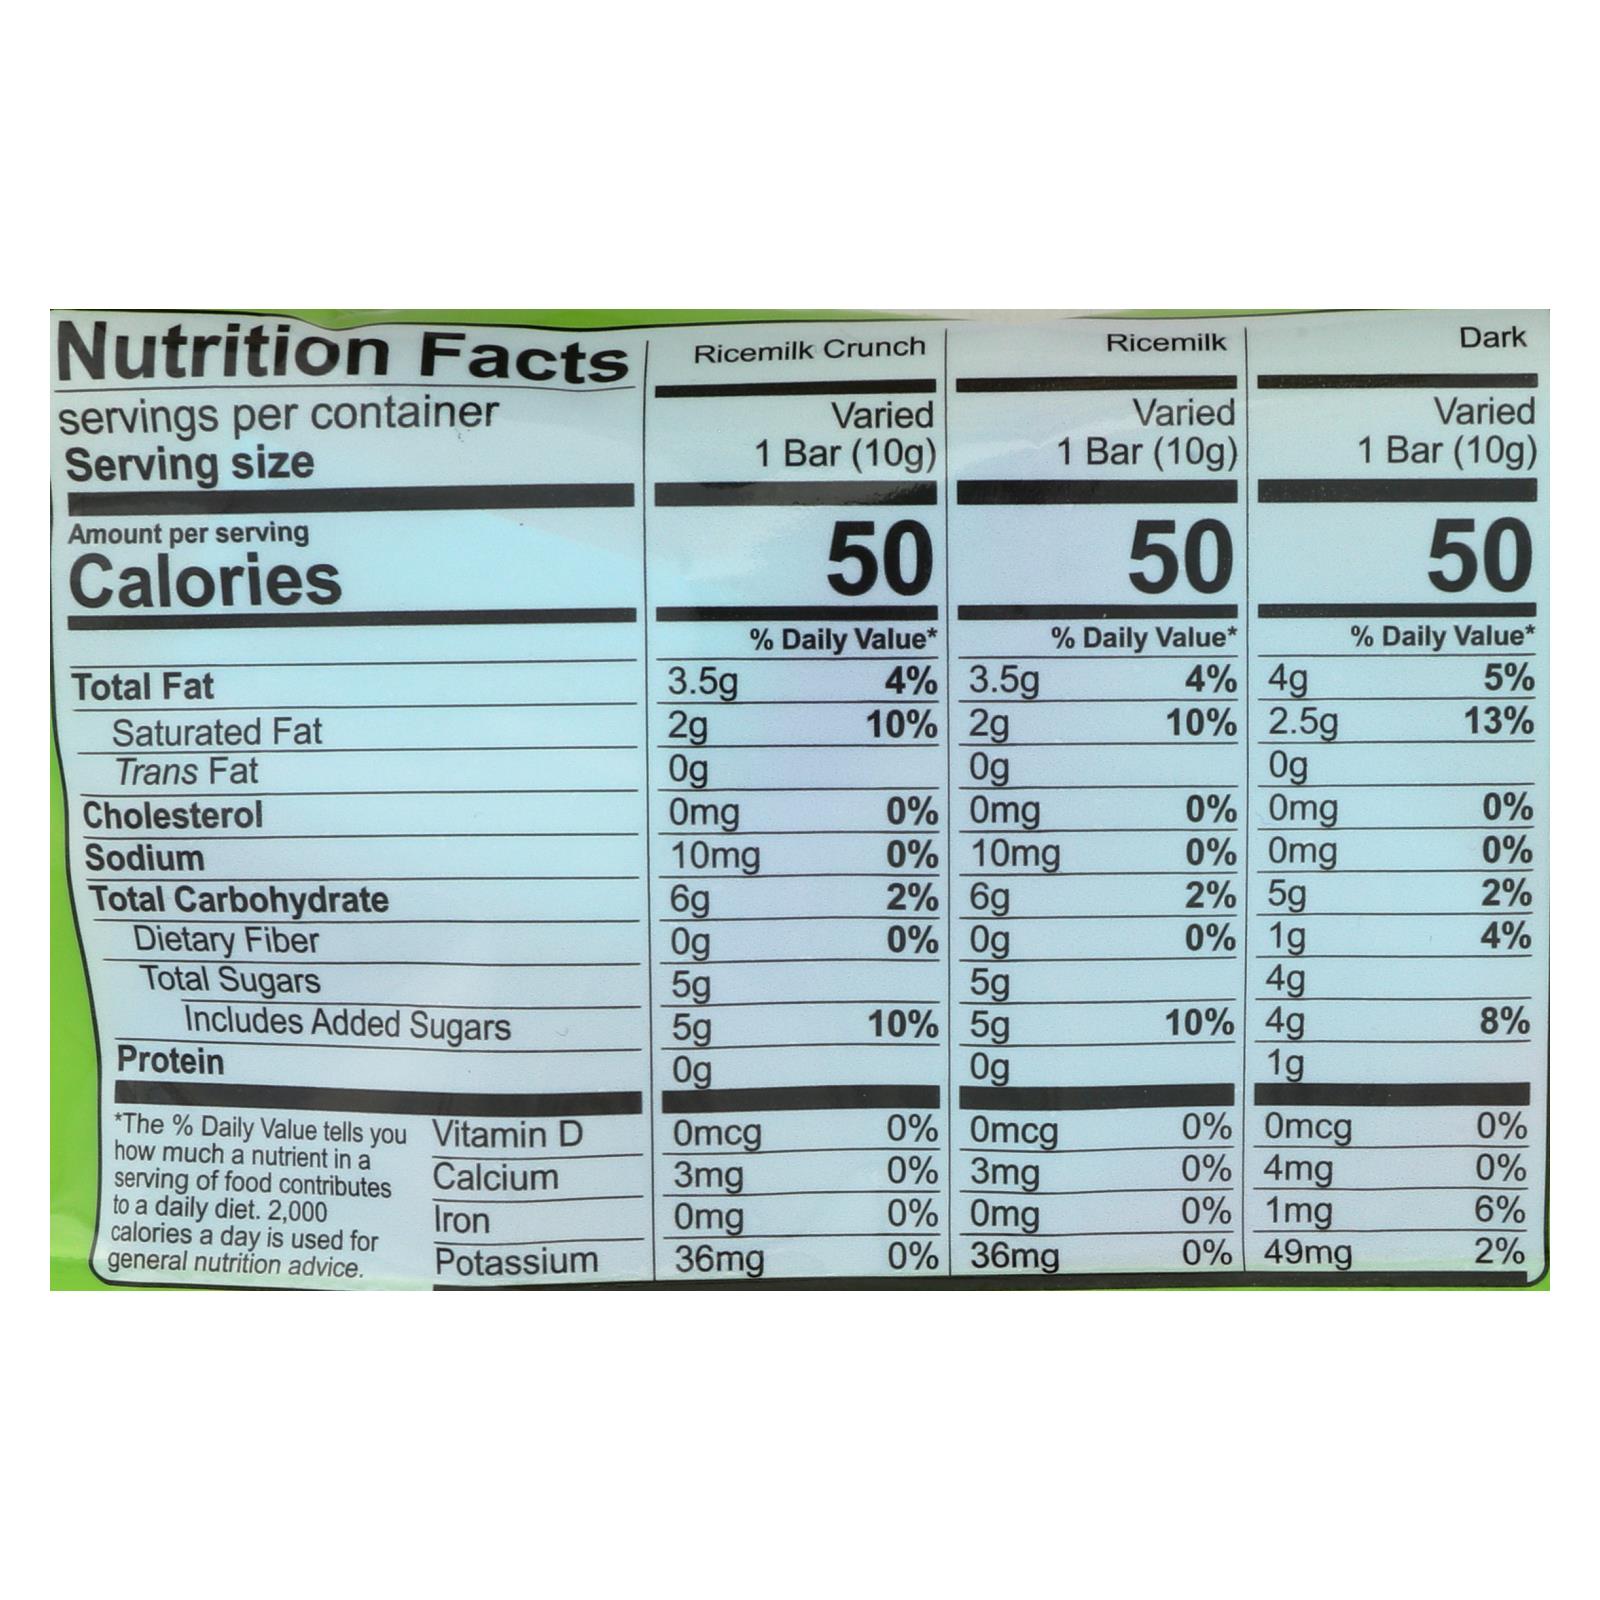 Nutrition Facts Ricemilk Crunch Ricemilk Dark
servings per container Varied Varied Varied
Serving size 1 Bar (10g) 1 Bar (10g) 1 Bar (10g)
Amount per serving
Calories 50 50 50
% Daily Value* % Daily Value* % Daily Value*
Total Fat 3.5g 4% 3.5g 4% 4g 5%
Saturated Fat 2g 10% 2g 10% 2.5g 13%
Trans Fat 0g 0g 0g
Cholesterol 0mg 0% 0mg 0% 0mg 0%
Sodium 10mg 0% 10mg 0% 0mg 0%
Total Carbohydrate 6g 2% 6g 2% 5g 2%
Dietary Fiber 0g 0% 0g 0% 1g 4%
Total Sugars 5g 5g 4g
Includes Added Sugars 5g 10% 5g 10% 4g 8%
Protein 0g 0g 1g
Vitamin D 0mcg 0% 0mcg 0% 0mcg 0%
Calcium 3mg 0% 3mg 0% 4mg 0%
Iron 0mg 0% 0mg 0% 1mg 6%
Potassium 36mg 0% 36mg 0% 49mg 2%
*The % Daily Value tells you
how much a nutrient in a
serving of food contributes
to a daily diet. 2,000
calories a day is used for
general nutrition advice.